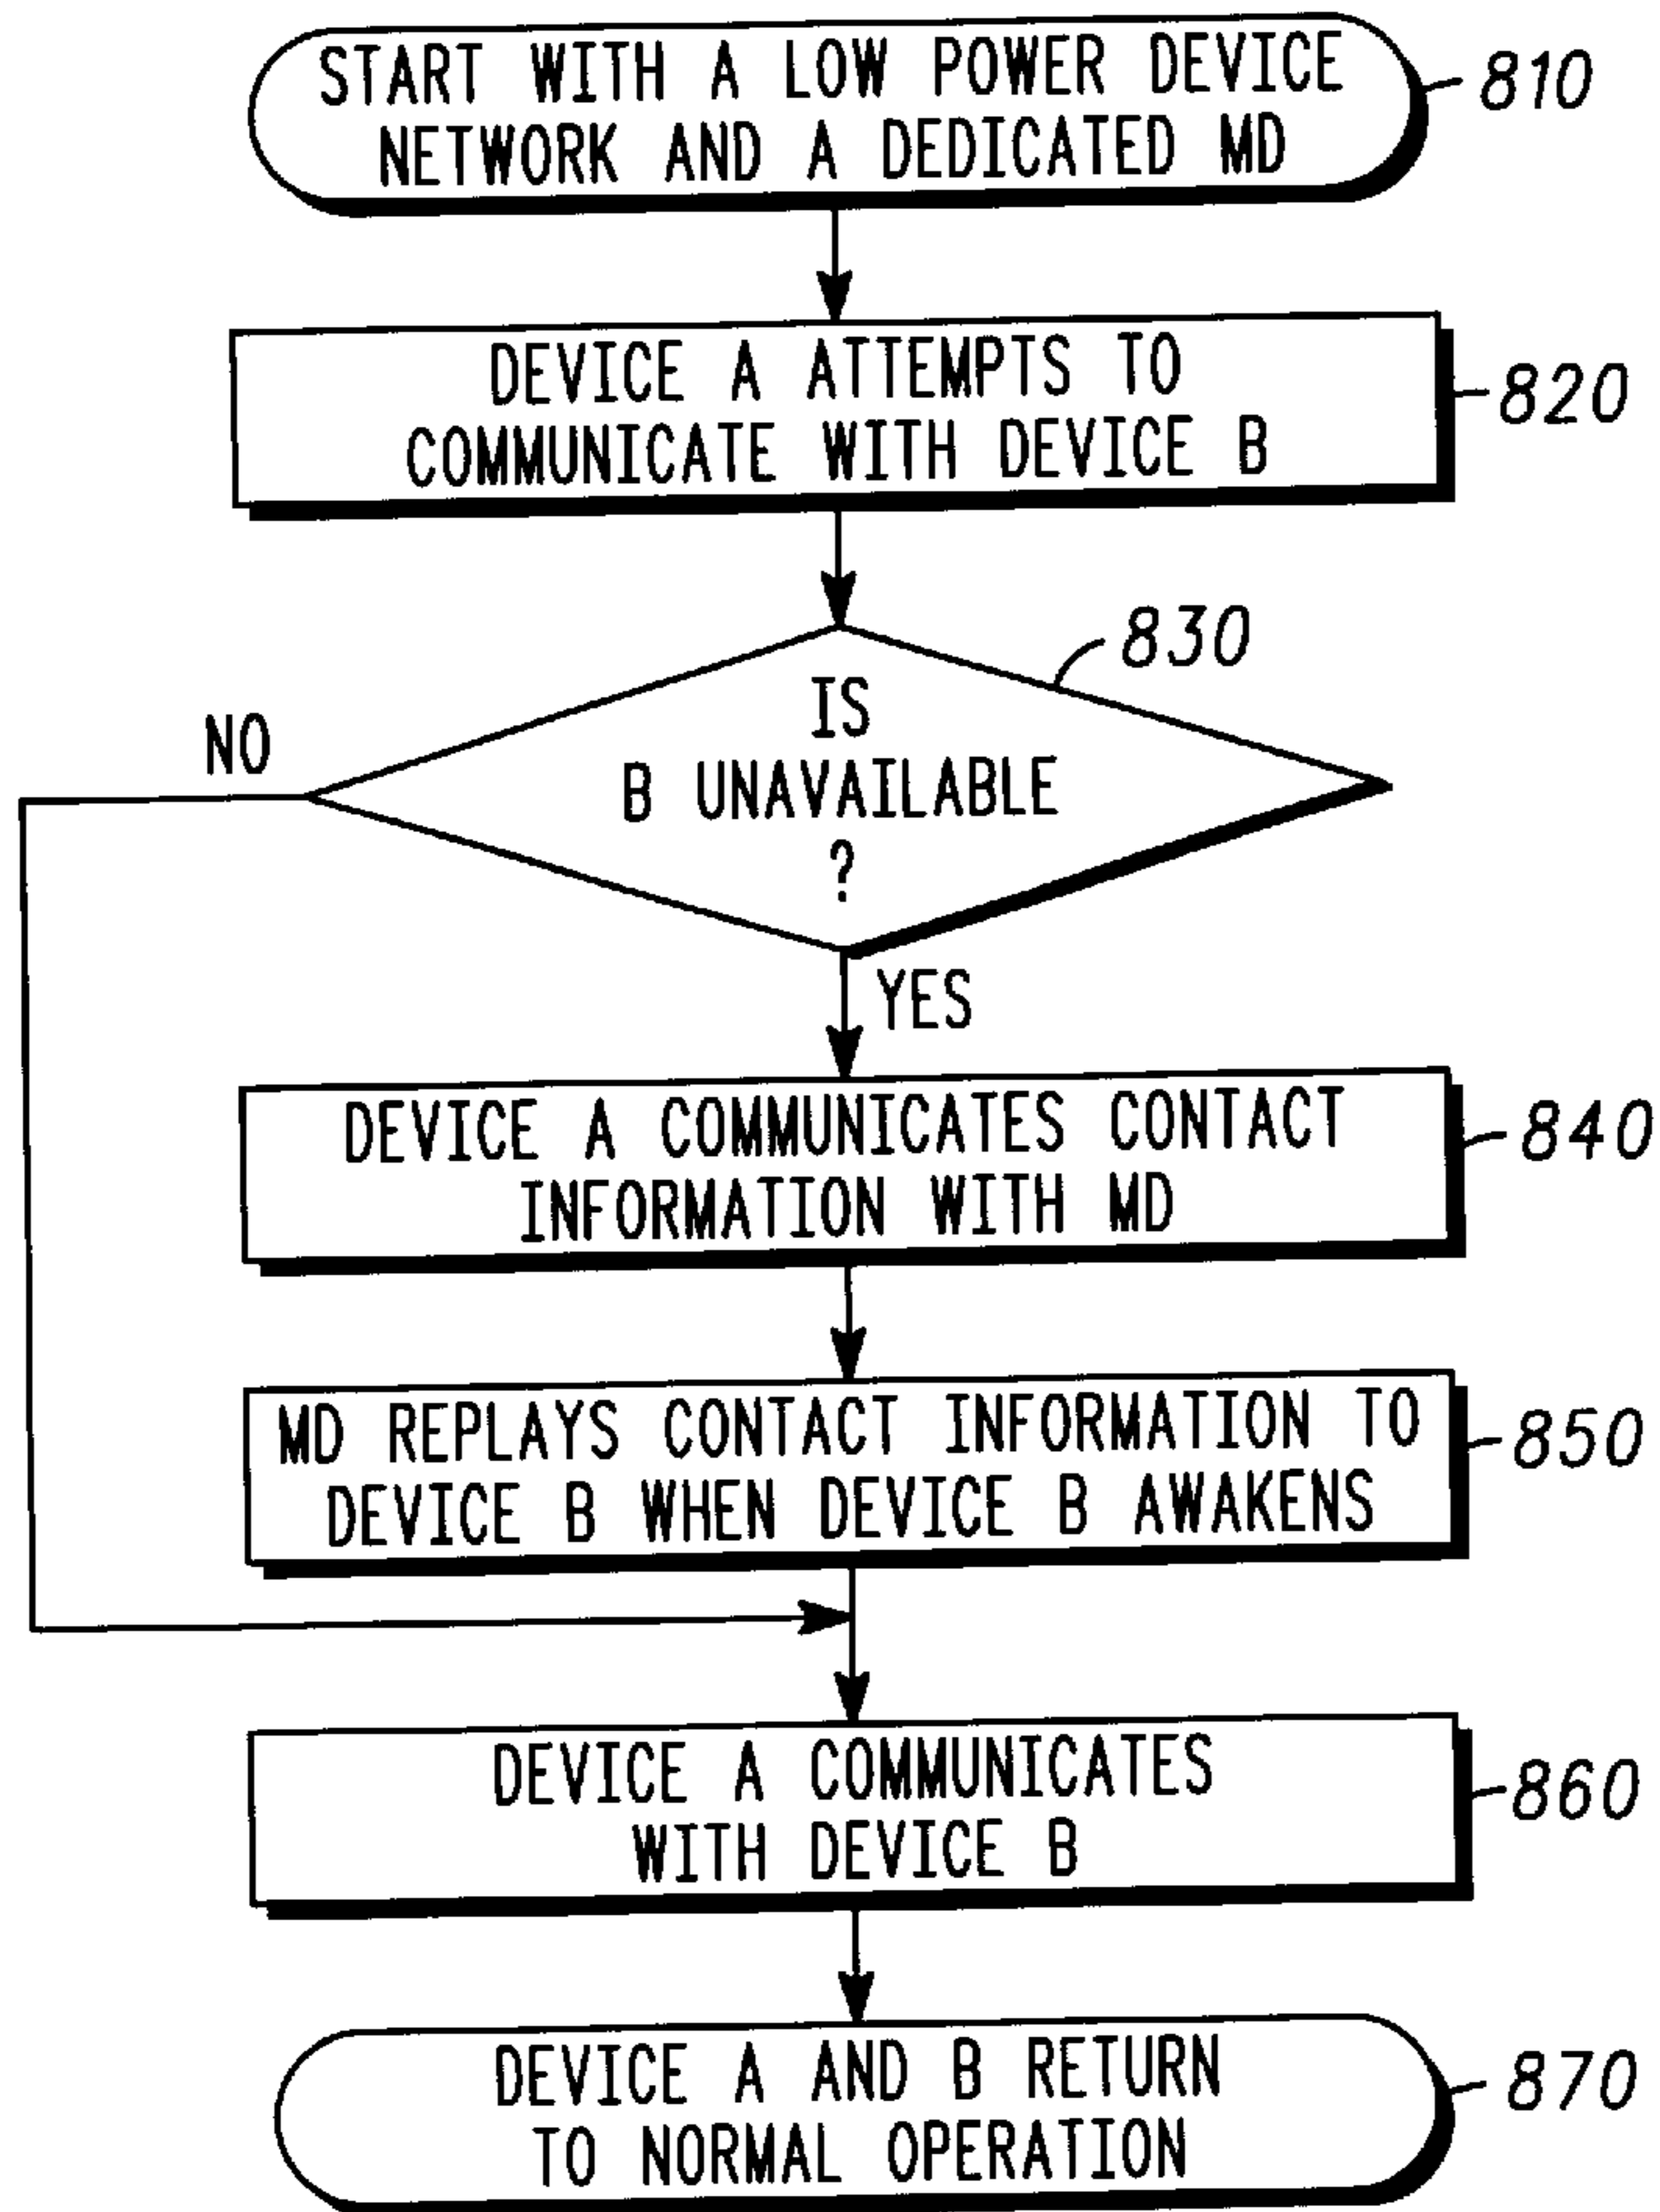 START WITH A LOW POWER DEVICE
NETWORK AND A DEDICATED MD
810
DEVICE A ATTEMPTS TO
COMMUNICATE WITH DEVICE B
820
830
IS
B UNAVAILABLE
?
NO
YES
DEVICE A COMMUNICATES CONTACT
INFORMATION WITH MD
840
MD REPLAYS CONTACT INFORMATION TO
DEVICE B WHEN DEVICE B AWAKENS
850
DEVICE A COMMUNICATES
WITH DEVICE B
860
DEVICE A AND B RETURN
TO NORMAL OPERATION
870